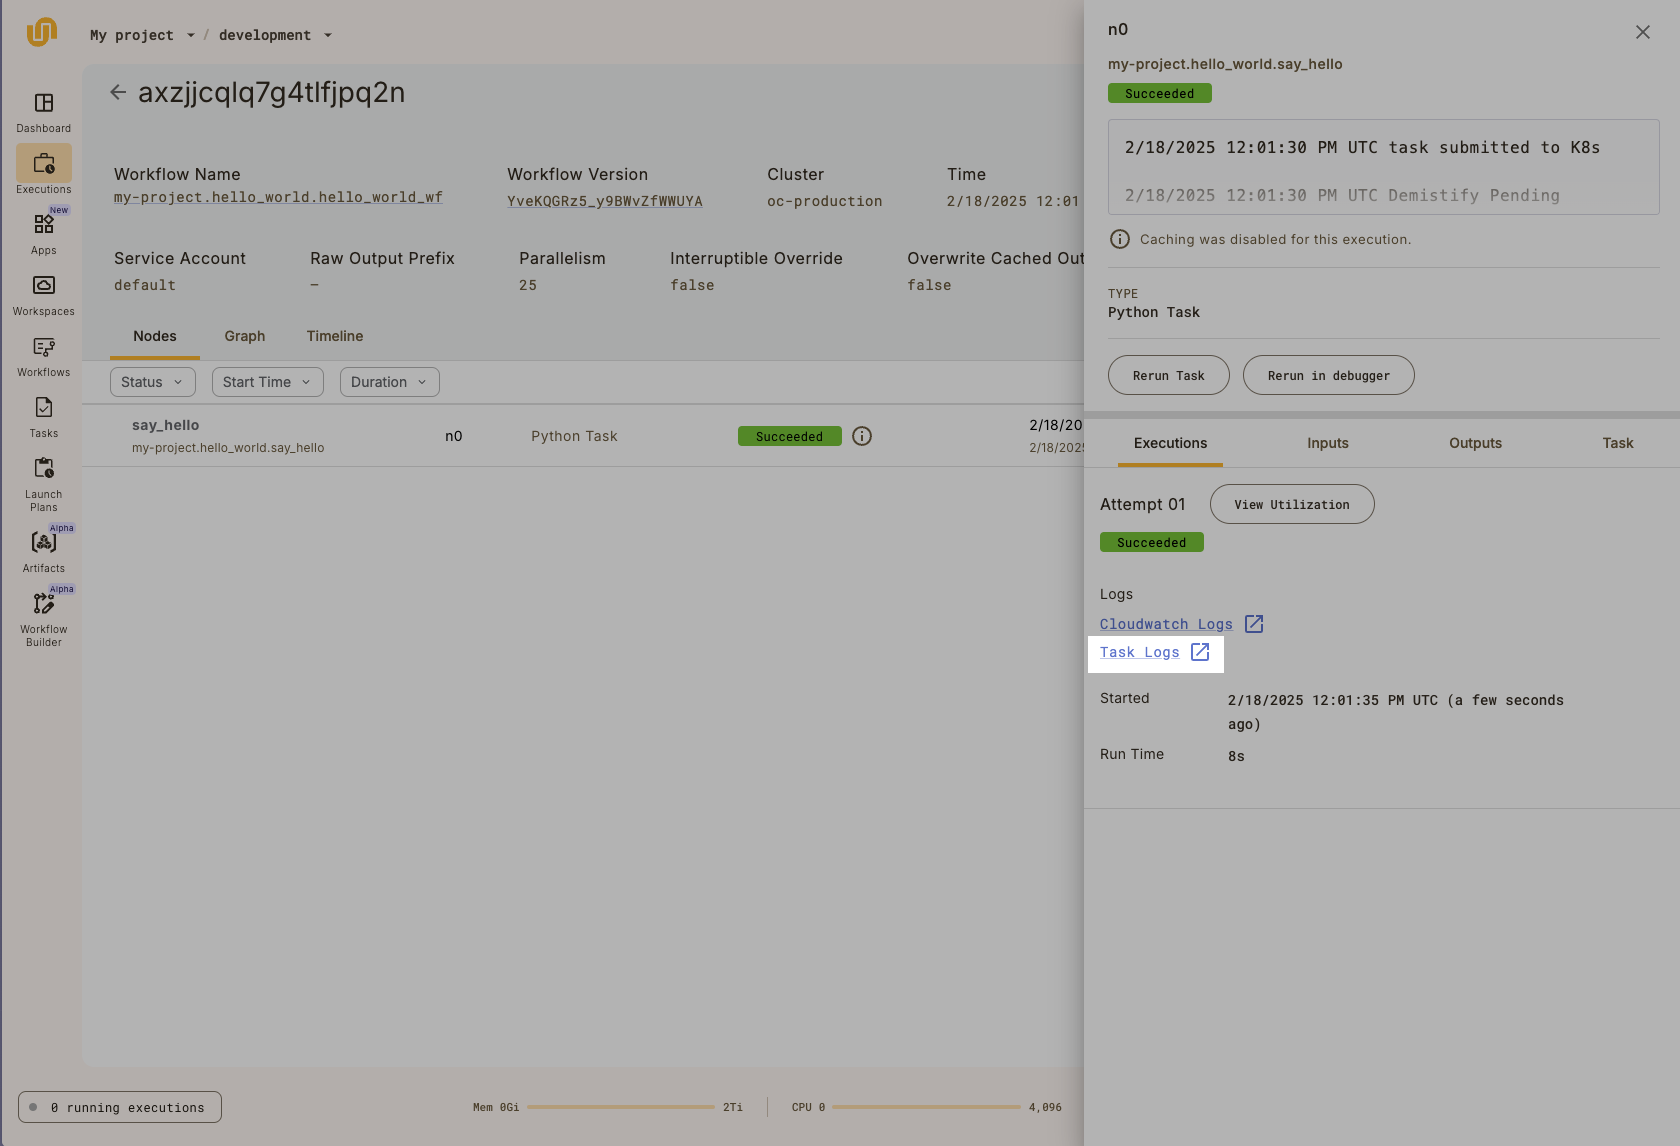 My project / development
Dashboard
Executions
New
Apps
Workspaces
Workflows
Tasks
Launch
Plans
Alpha
Artifacts
Alpha
Workflow
Builder
axzjjcqlq7g4tlfjpq2n
Workflow Name
my-project.hello_world.hello_world_wf
Workflow Version
YveKQGRz5_y9BWvZfWWUYA
Cluster
oc-production
Time
2/18/2025 12:01
Service Account
default
Raw Output Prefix
–
Parallelism
25
Interruptible Override
false
Overwrite Cached Out
false
Nodes Graph Timeline
Status Start Time Duration
say_hello
my-project.hello_world.say_hello
n0
Python Task
Succeeded
2/18/20
2/18/2025
0 running executions
Mem 0Gi 2Ti CPU 0 4,096
n0
my-project.hello_world.say_hello
Succeeded
2/18/2025 12:01:30 PM UTC task submitted to K8s
2/18/2025 12:01:30 PM UTC Demistify Pending
Caching was disabled for this execution.
TYPE
Python Task
Rerun Task Rerun in debugger
Executions Inputs Outputs Task
Attempt 01 View Utilization
Succeeded
Logs
Cloudwatch Logs
Task Logs
Started 2/18/2025 12:01:35 PM UTC (a few seconds
ago)
Run Time 8s